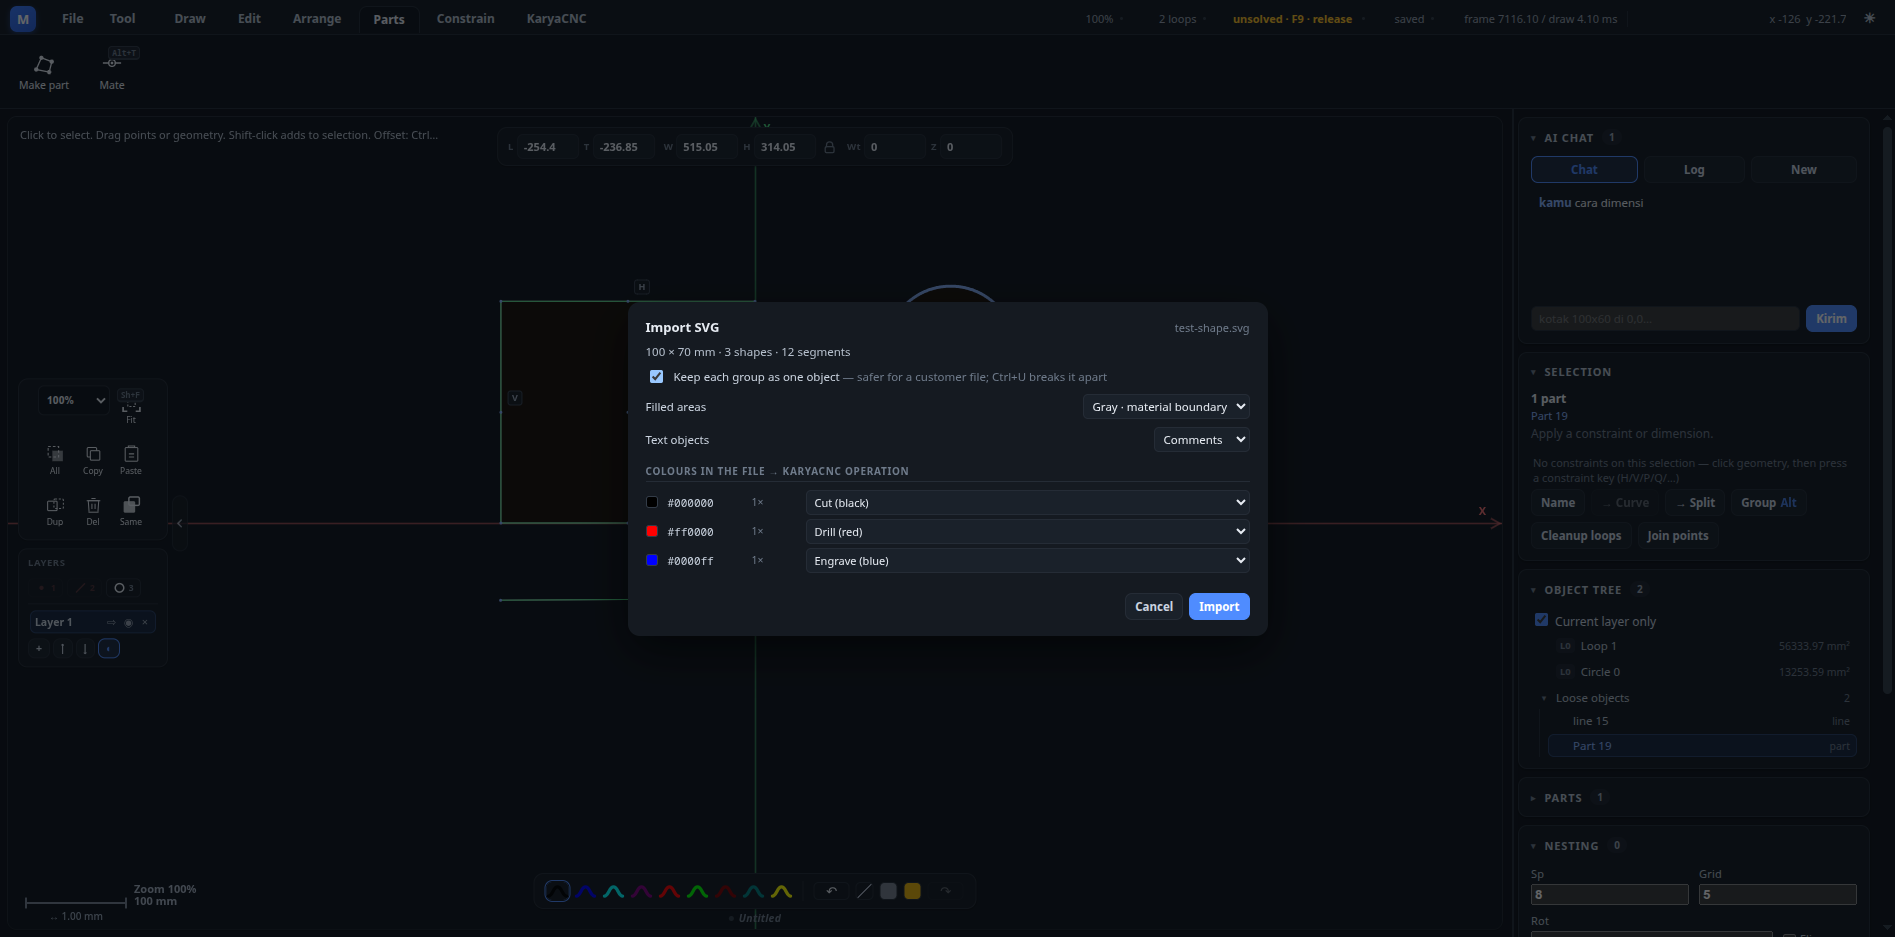 M File Tool Draw Edit Arrange Parts Constrain KaryaCNC 100% 2 loops unsolved · F9 · release saved frame 7116.10 / draw 4.10 ms x -126 y -221.7
Alt+T
Make part Mate
Click to select. Drag points or geometry. Shift-click adds to selection. Offset: Ctrl...
Y
L -254.4 T -236.85 W 515.05 H 314.05 Wt 0 Z 0
H
V
X
100% Sh+F
Fit
All Copy Paste
Dup Del Same
LAYERS
3
Layer 1
Import SVG test-shape.svg
100 × 70 mm · 3 shapes · 12 segments
Keep each group as one object — safer for a customer file; Ctrl+U breaks it apart
Filled areas Gray · material boundary
Text objects Comments
COLOURS IN THE FILE → KARYACNC OPERATION
#000000 1× Cut (black)
#ff0000 1× Drill (red)
#0000ff 1× Engrave (blue)
Cancel Import
Zoom 100%
100 mm
↔ 1.00 mm
Untitled
AI CHAT 1
Chat Log New
kamu cara dimensi
kotak 100x60 di 0,0...
Kirim
SELECTION
1 part
Part 19
Apply a constraint or dimension.
No constraints on this selection — click geometry, then press
a constraint key (H/V/P/Q/...)
Name → Curve → Split Group Alt
Cleanup loops Join points
OBJECT TREE 2
Current layer only
LO Loop 1 56333.97 mm²
LO Circle 0 13253.59 mm²
Loose objects 2
line 15 line
Part 19 part
PARTS 1
NESTING 0
Sp Grid
8 5
Rot